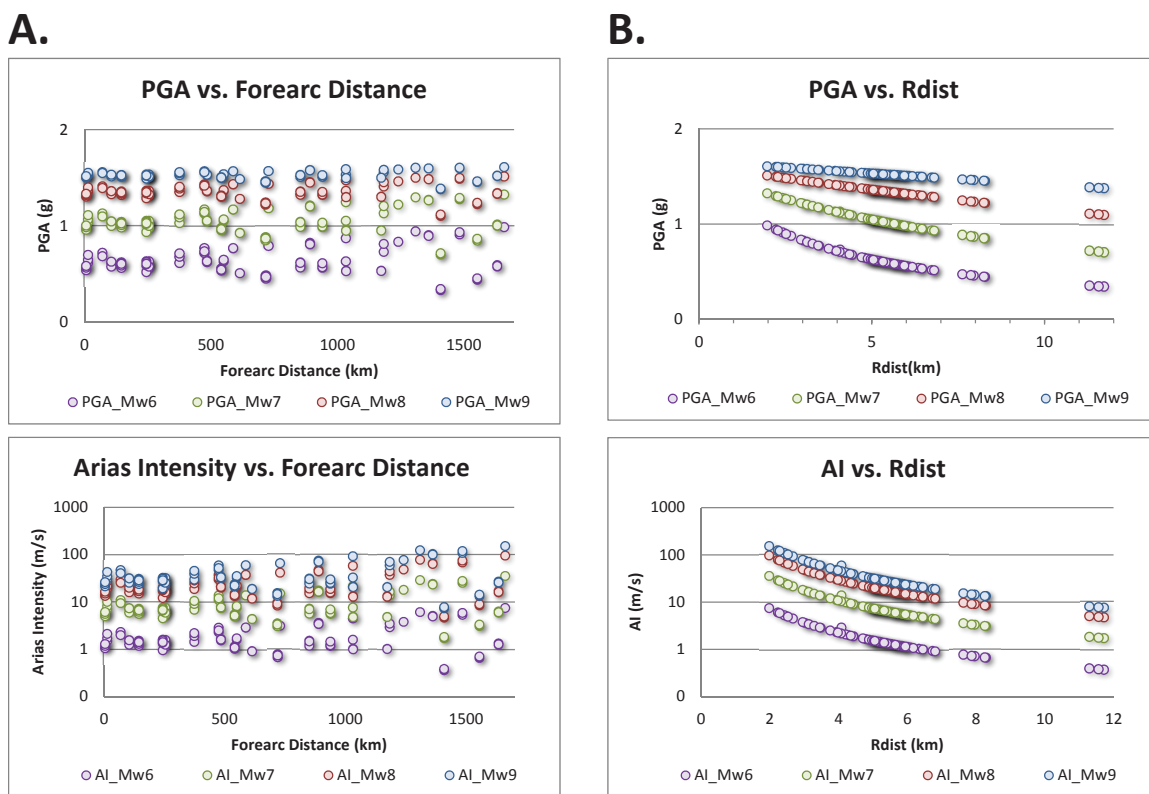 A.
B.
PGA vs. Forearc Distance
2
1
0
PGA (g)
0 500 1000 1500
Forearc Distance (km)
PGA_Mw6 PGA_Mw7 PGA_Mw8 PGA_Mw9
PGA vs. Rdist
2
1
0
PGA (g)
0 5 10
Rdist(km)
PGA_Mw6 PGA_Mw7 PGA_Mw8 PGA_Mw9
Arias Intensity vs. Forearc Distance
1000
100
10
1
0
Arias Intensity (m/s)
0 500 1000 1500
Forearc Distance (km)
AI_Mw6 AI_Mw7 AI_Mw8 AI_Mw9
AI vs. Rdist
1000
100
10
1
0
AI (m/s)
0 2 4 6 8 10 12
Rdist (km)
AI_Mw6 AI_Mw7 AI_Mw8 AI_Mw9